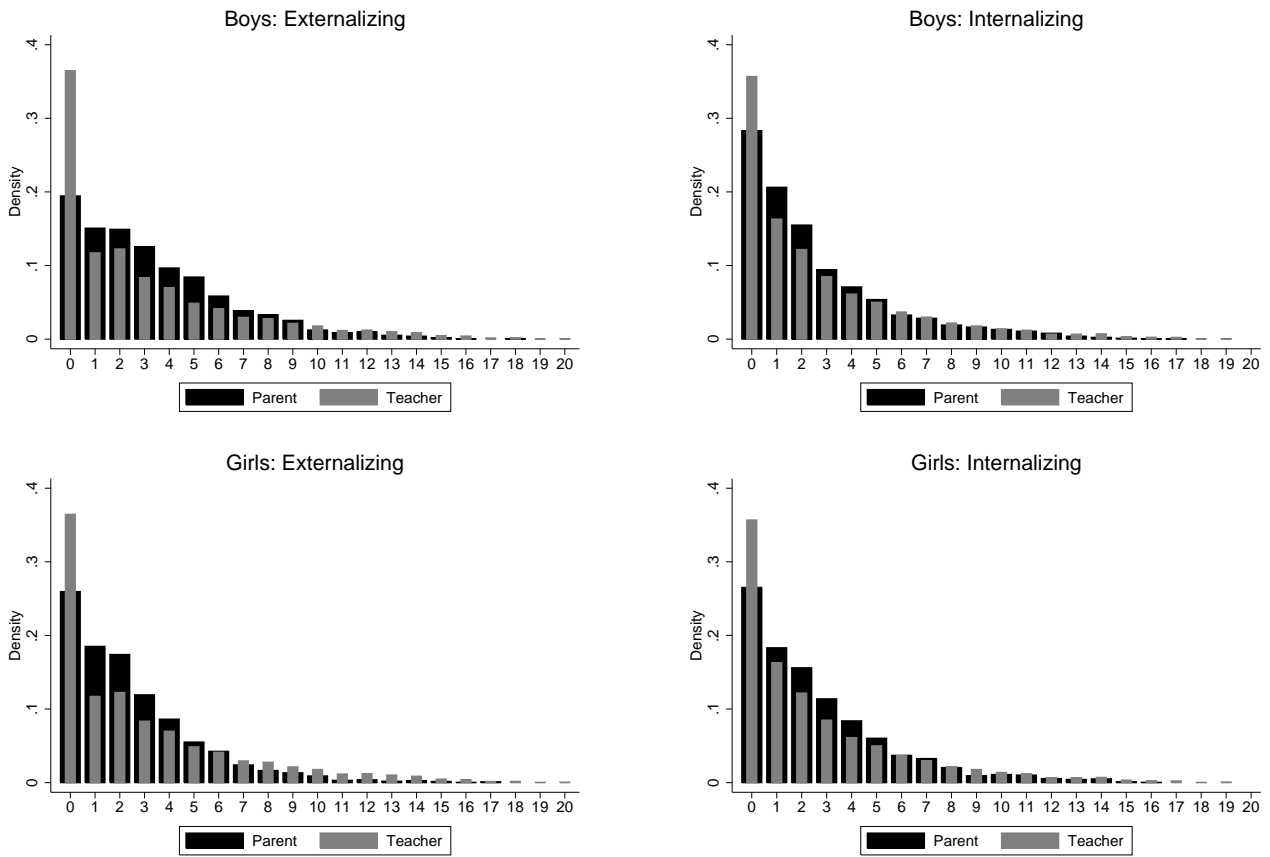 Boys: Externalizing
.4
.3
.2
.1
0
Density
0 1 2 3 4 5 6 7 8 9 10 11 12 13 14 15 16 17 18 19 20
Parent Teacher
Boys: Internalizing
.4
.3
.2
.1
0
Density
0 1 2 3 4 5 6 7 8 9 10 11 12 13 14 15 16 17 18 19 20
Parent Teacher
Girls: Externalizing
.4
.3
.2
.1
0
Density
0 1 2 3 4 5 6 7 8 9 10 11 12 13 14 15 16 17 18 19 20
Parent Teacher
Girls: Internalizing
.4
.3
.2
.1
0
Density
0 1 2 3 4 5 6 7 8 9 10 11 12 13 14 15 16 17 18 19 20
Parent Teacher